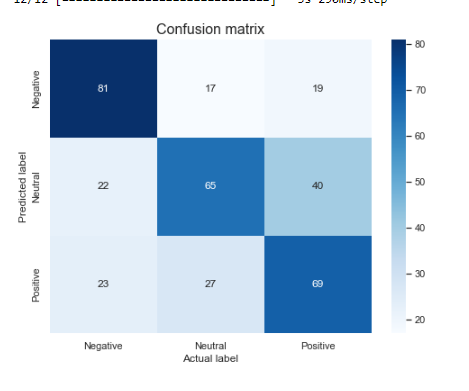 Confusion matrix
80
81 17 19
Negative
70
60
Predicted label
Neutral
22 65 40
50
40
Positive
23 27 69
30
20
Negative Neutral Positive
Actual label